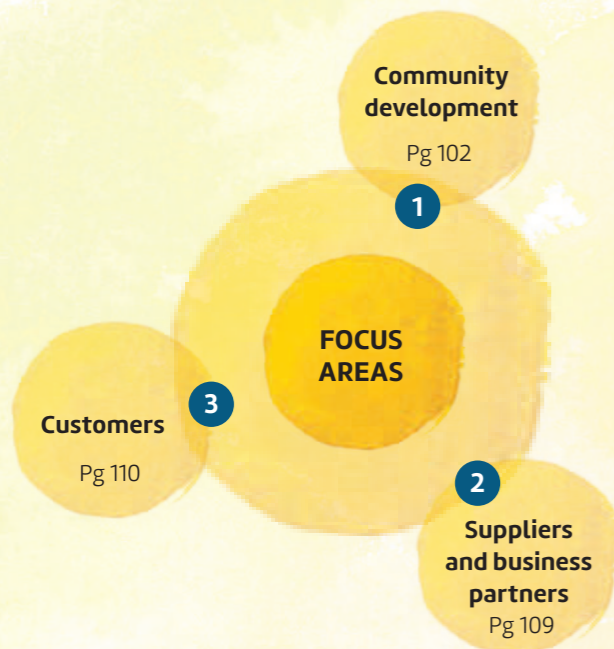 Community
development
Pg 102
1
FOCUS
AREAS
3
Customers
Pg 110
2
Suppliers
and business
partners
Pg 109